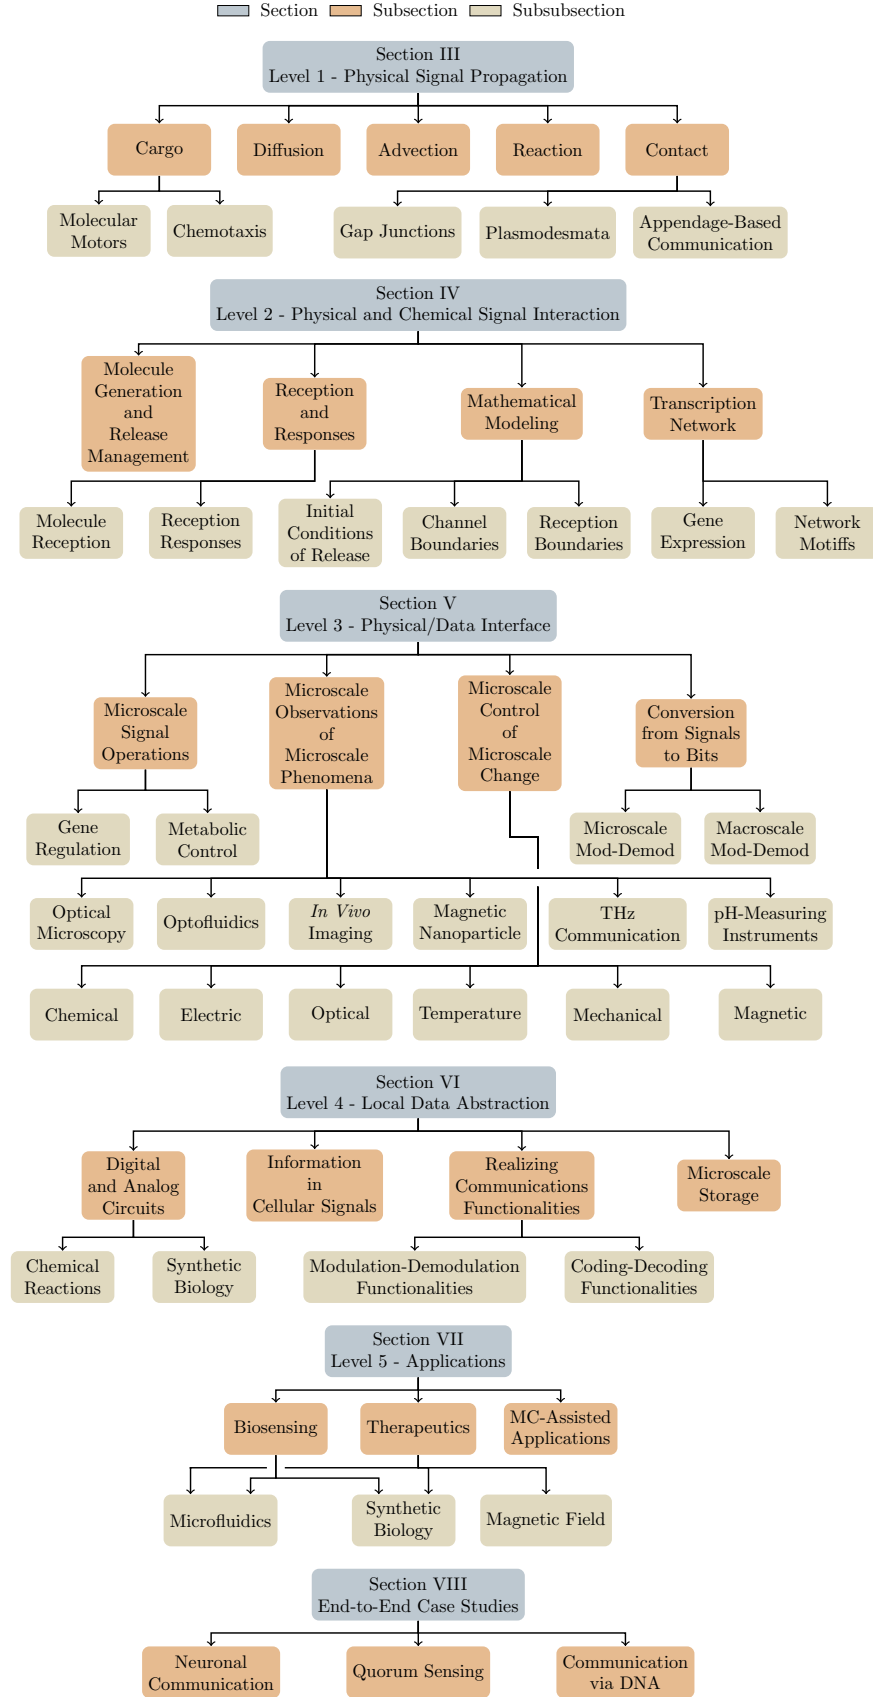 Section Subsection Subsubsection
Section III
Level 1 - Physical Signal Propagation
Cargo
Diffusion
Advection
Reaction
Contact
Molecular
Motors
Chemotaxis
Gap Junctions
Plasmodesmata
Appendage-Based
Communication
Section IV
Level 2 - Physical and Chemical Signal Interaction
Molecule
Generation
and
Release
Management
Reception
and
Responses
Mathematical
Modeling
Transcription
Network
Molecule
Reception
Reception
Responses
Initial
Conditions
of Release
Channel
Boundaries
Reception
Boundaries
Gene
Expression
Network
Motiffs
Section V
Level 3 - Physical/Data Interface
Microscale
Signal
Operations
Microscale
Observations
of
Microscale
Phenomena
Microscale
Control
of
Microscale
Change
Conversion
from Signals
to Bits
Gene
Regulation
Metabolic
Control
Microscale
Mod-Demod
Macroscale
Mod-Demod
Optical
Microscopy
Optofluidics
In Vivo
Imaging
Magnetic
Nanoparticle
THz
Communication
pH-Measuring
Instruments
Chemical
Electric
Optical
Temperature
Mechanical
Magnetic
Section VI
Level 4 - Local Data Abstraction
Digital
and Analog
Circuits
Information
in
Cellular Signals
Realizing
Communications
Functionalities
Microscale
Storage
Chemical
Reactions
Synthetic
Biology
Modulation-Demodulation
Functionalities
Coding-Decoding
Functionalities
Section VII
Level 5 - Applications
Biosensing
Therapeutics
MC-Assisted
Applications
Microfluidics
Synthetic
Biology
Magnetic Field
Section VIII
End-to-End Case Studies
Neuronal
Communication
Quorum Sensing
Communication
via DNA